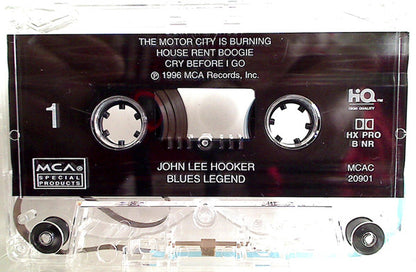 THE MOTOR CITY IS BURNING
HOUSE RENT BOOGIE
CRY BEFORE I GO
℗ 1996 MCA Records, Inc.
1
HiQ™
HIGH QUALITY
HX PRO
B NR
MCA®
SPECIAL
PRODUCTS
JOHN LEE HOOKER
BLUES LEGEND
MCAC
20901